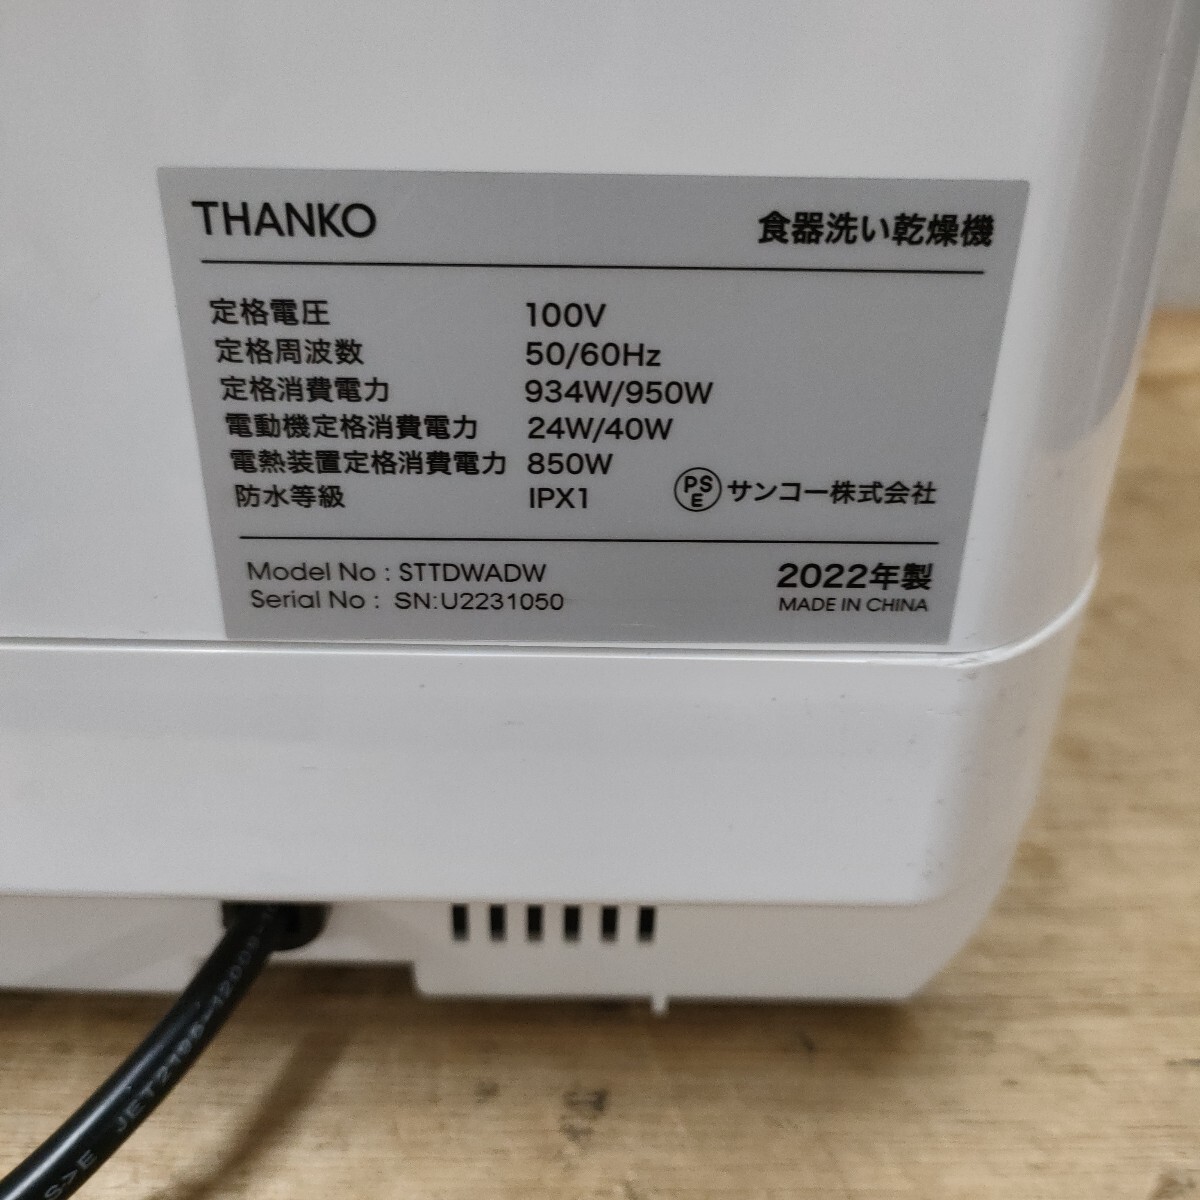 THANKO 食器洗い乾燥機
定格電圧 100V
定格周波数 50/60Hz
定格消費電力 934W/950W
電動機定格消費電力 24W/40W
電熱装置定格消費電力 850W
防水等級 IPX1
PSE サンコー株式会社
Model No : STTDWADW 2022年製
Serial No : SN:U2231050 MADE IN CHINA
S>E JET2195-12009-